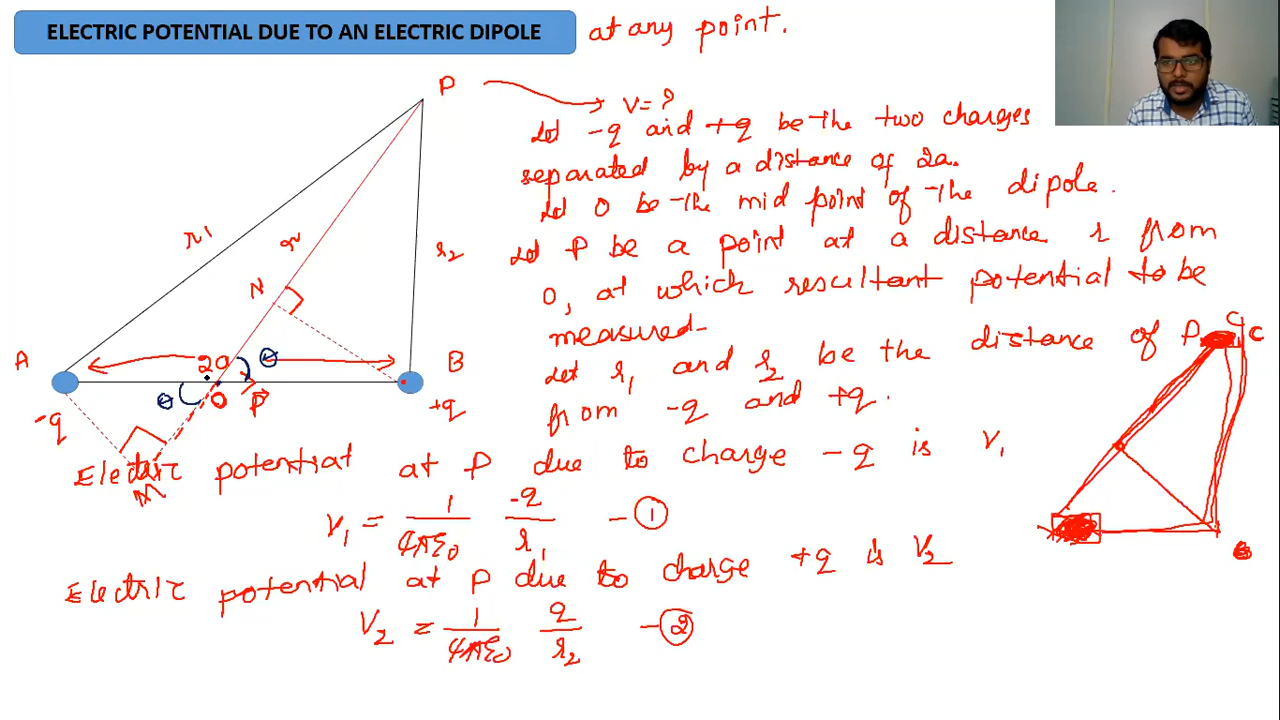 ELECTRIC POTENTIAL DUE TO AN ELECTRIC DIPOLE at any point.
P
V = ?
Let -q and +q be the two charges
separated by a distance of 2a.
Let O be the mid point of the dipole.
r1
r
r2
Let P be a point at a distance r from
N
O, at which resultant potential to be
measured
A
2a
θ
B
Let r1 and r2 be the distance of P
C
C
θ
O
P
-q
+q
from -q and +q.
Electric potential at P due to charge -q is V1
M
V1 = 1/4πε0 -q/r1 - ①
Electric potential at P due to charge +q is V2
V2 = 1/4πε0 q/r2 - ②